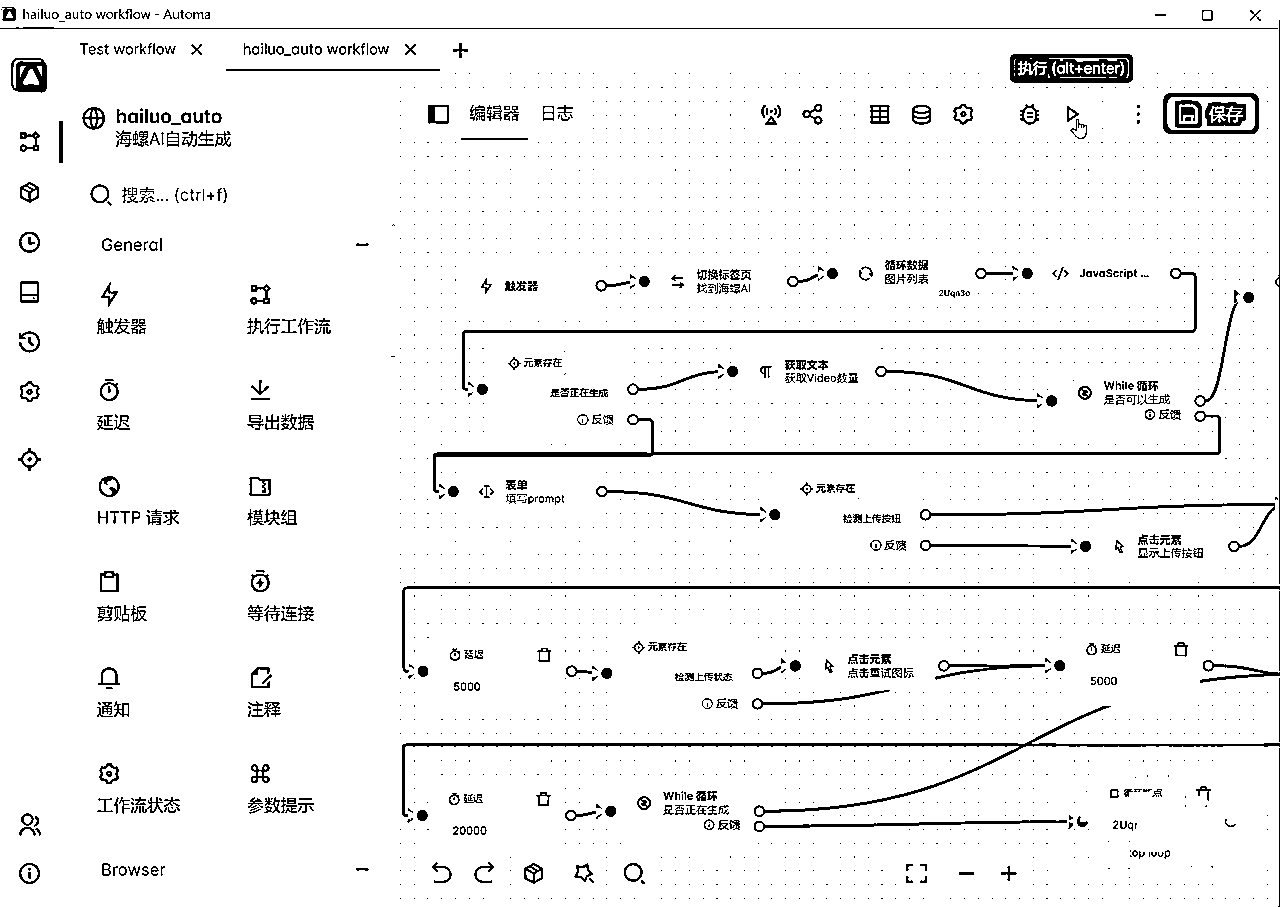 hailuo_auto workflow - Automa
Test workflow
hailuo_auto workflow
执行 (alt+enter)
hailuo_auto
海螺AI自动生成
编辑器
日志
保存
搜索... (ctrl+f)
General
触发器
执行工作流
延迟
导出数据
HTTP 请求
模块组
剪贴板
等待连接
通知
注释
工作流状态
参数提示
Browser
触发器
切换标签页
找到海螺AI
循环数据
图片列表
JavaScript ...
元素存在
是否正在生成
反馈
获取文本
获取Video数量
While 循环
是否可以生成
反馈
表单
填写prompt
元素存在
检测上传按钮
反馈
点击元素
显示上传按钮
延迟
5000
元素存在
检测上传状态
反馈
点击元素
点击重试图标
延迟
5000
延迟
20000
While 循环
是否正在生成
反馈